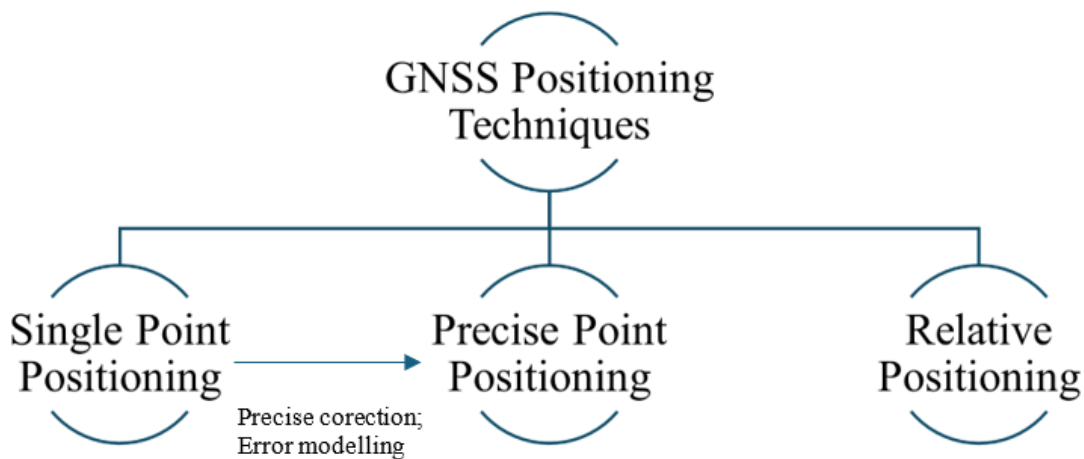 GNSS Positioning
Techniques
Single Point
Positioning
Precise Point
Positioning
Relative
Positioning
Precise corection;
Error modelling